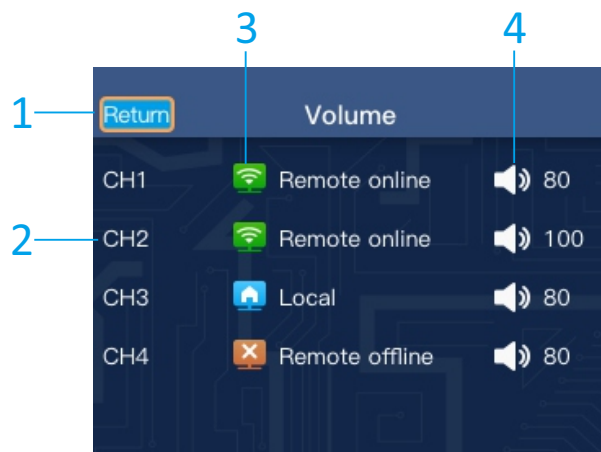 3 4
1 Return Volume
CH1 Remote online 80
2 CH2 Remote online 100
CH3 Local 80
CH4 Remote offline 80